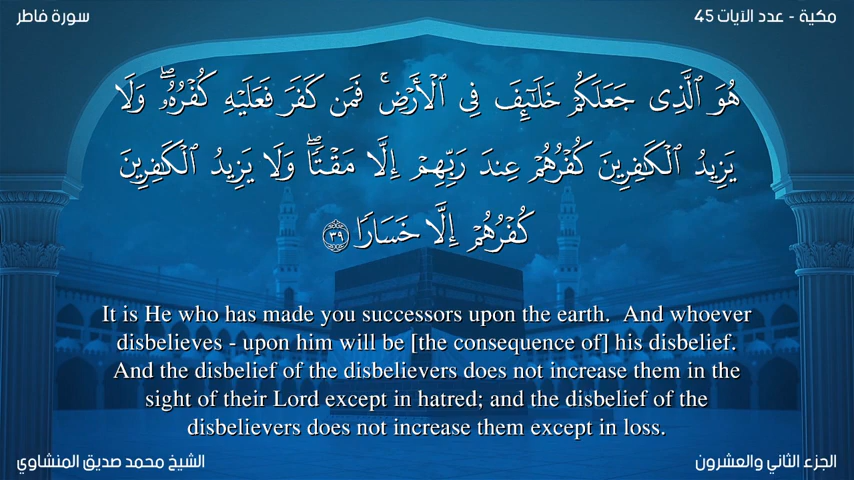 مكية - عدد الآيات 45
سورة فاطر
هُوَ ٱلَّذِى جَعَلَكُمْ خَلَـٰٓئِفَ فِى ٱلْأَرْضِ ۚ فَمَن كَفَرَ فَعَلَيْهِ كُفْرُهُۥ ۖ وَلَا
يَزِيدُ ٱلْكَـٰفِرِينَ كُفْرُهُمْ عِندَ رَبِّهِمْ إِلَّا مَقْتًا ۖ وَلَا يَزِيدُ ٱلْكَـٰفِرِينَ
كُفْرُهُمْ إِلَّا خَسَارًا ٣٩
It is He who has made you successors upon the earth. And whoever
disbelieves - upon him will be [the consequence of] his disbelief.
And the disbelief of the disbelievers does not increase them in the
sight of their Lord except in hatred; and the disbelief of the
disbelievers does not increase them except in loss.
الجزء الثاني والعشرون
الشيخ محمد صديق المنشاوي